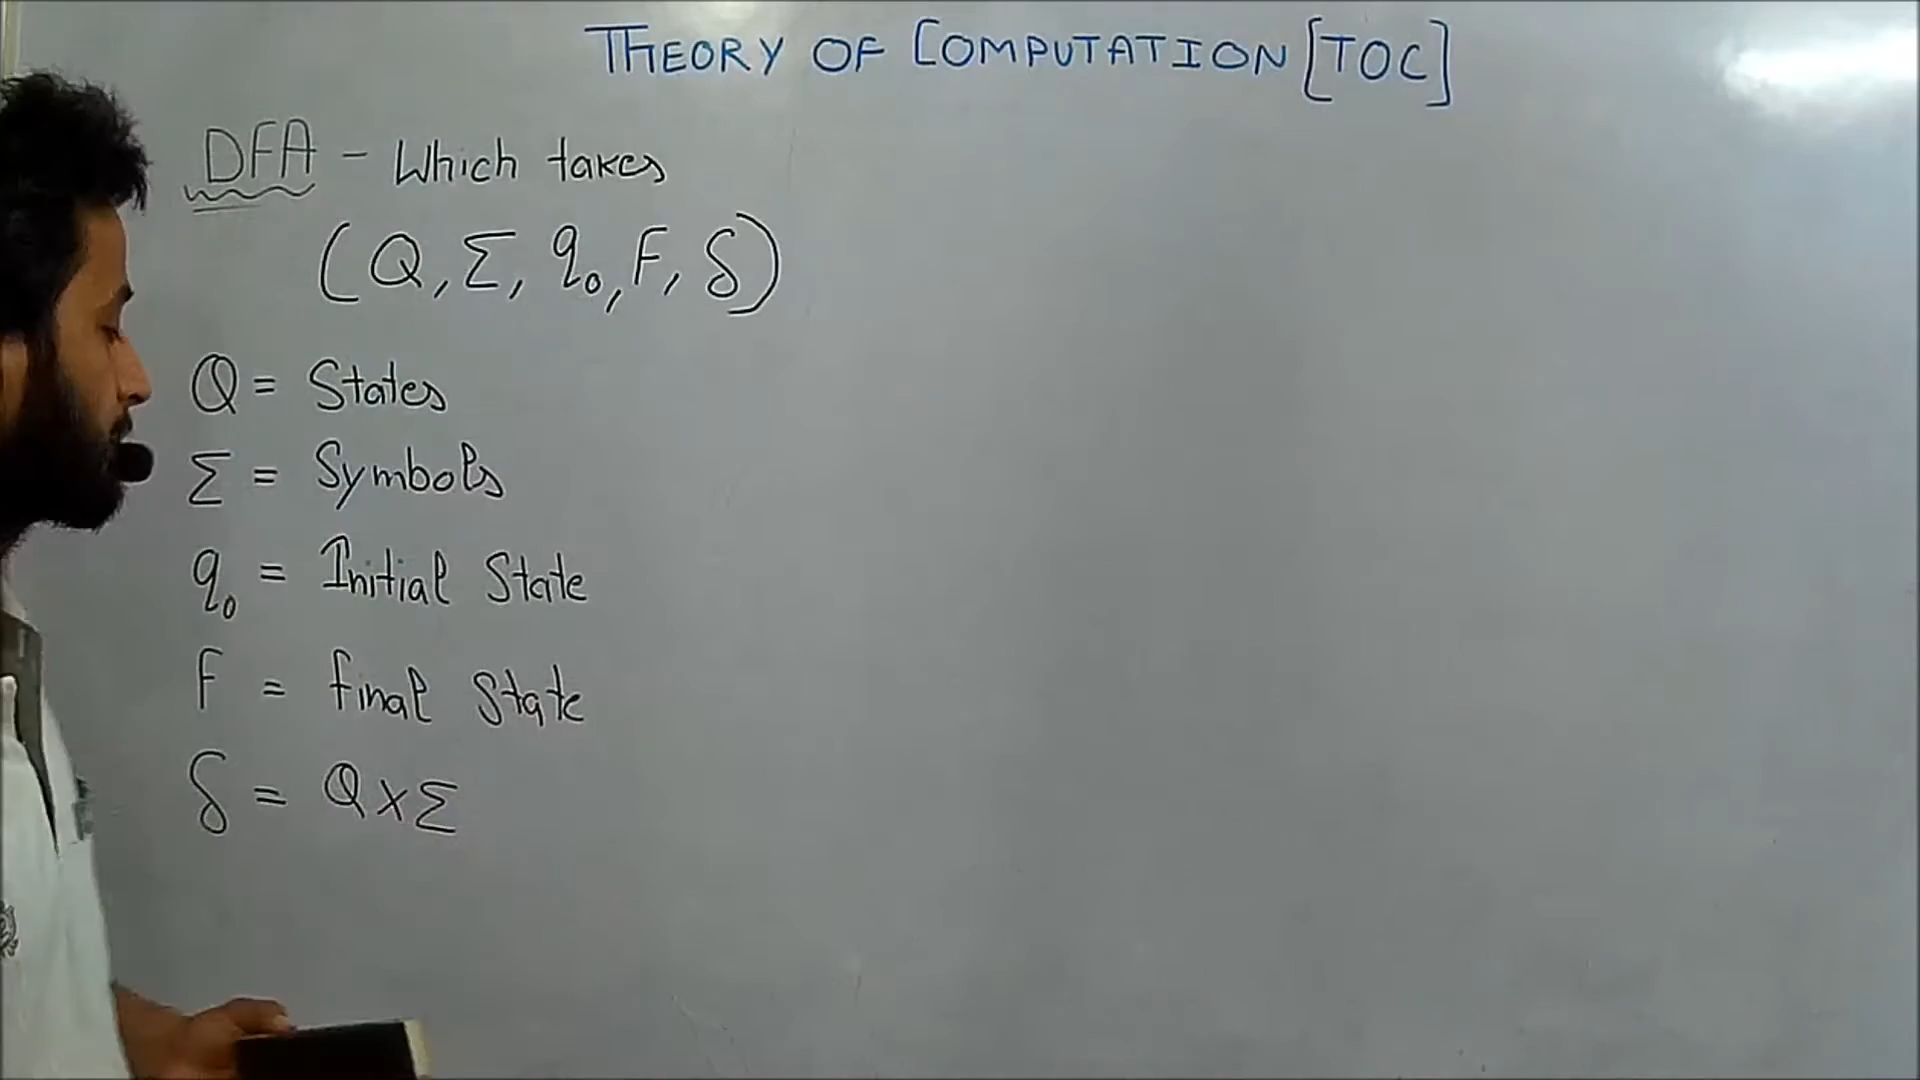 THEORY OF COMPUTATION [TOC]
DFA - Which takes
(Q, Σ, q₀, F, δ)
Q = States
Σ = Symbols
q₀ = Initial State
F = final State
δ = Q×Σ